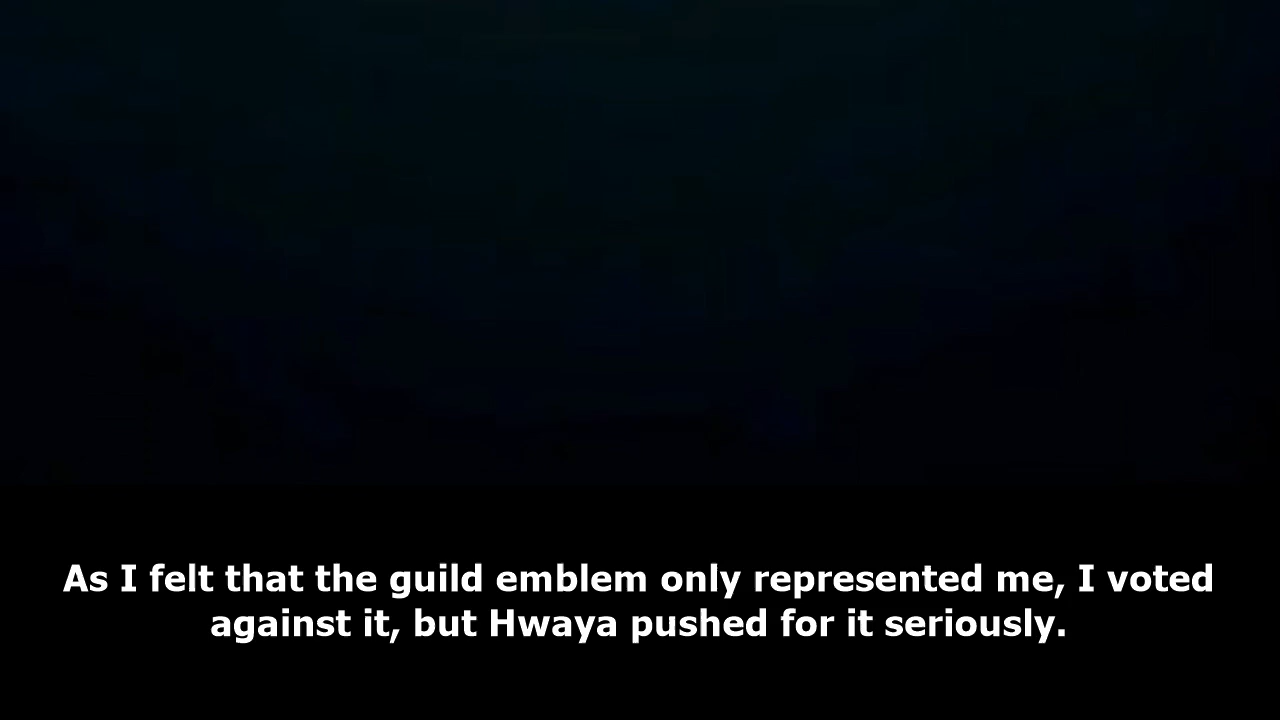 As I felt that the guild emblem only represented me, I voted
against it, but Hwaya pushed for it seriously.